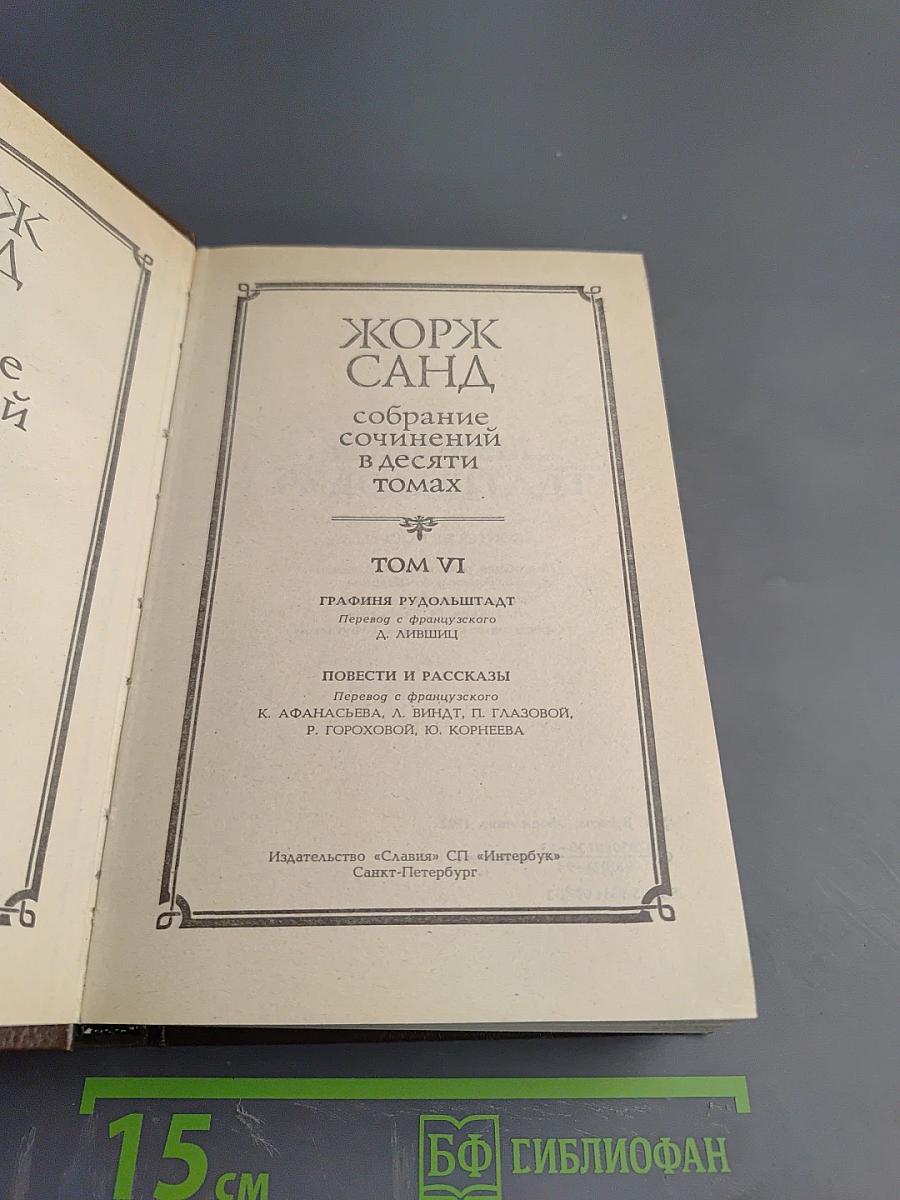 Ж
Д
е
й
ЖОРЖ
САНД
собрание
сочинений
в десяти
томах
ТОМ VI
ГРАФИНЯ РУДОЛЬШТАДТ
Перевод с французского
Д. ЛИВШИЦ
ПОВЕСТИ И РАССКАЗЫ
Перевод с французского
К. АФАНАСЬЕВА, Л. ВИНДТ, П. ГЛАЗОВОЙ,
Р. ГОРОХОВОЙ, Ю. КОРНЕЕВА
Издательство «Славия» СП «Интербук»
Санкт-Петербург
15 см
БФ БИБЛИОФАН